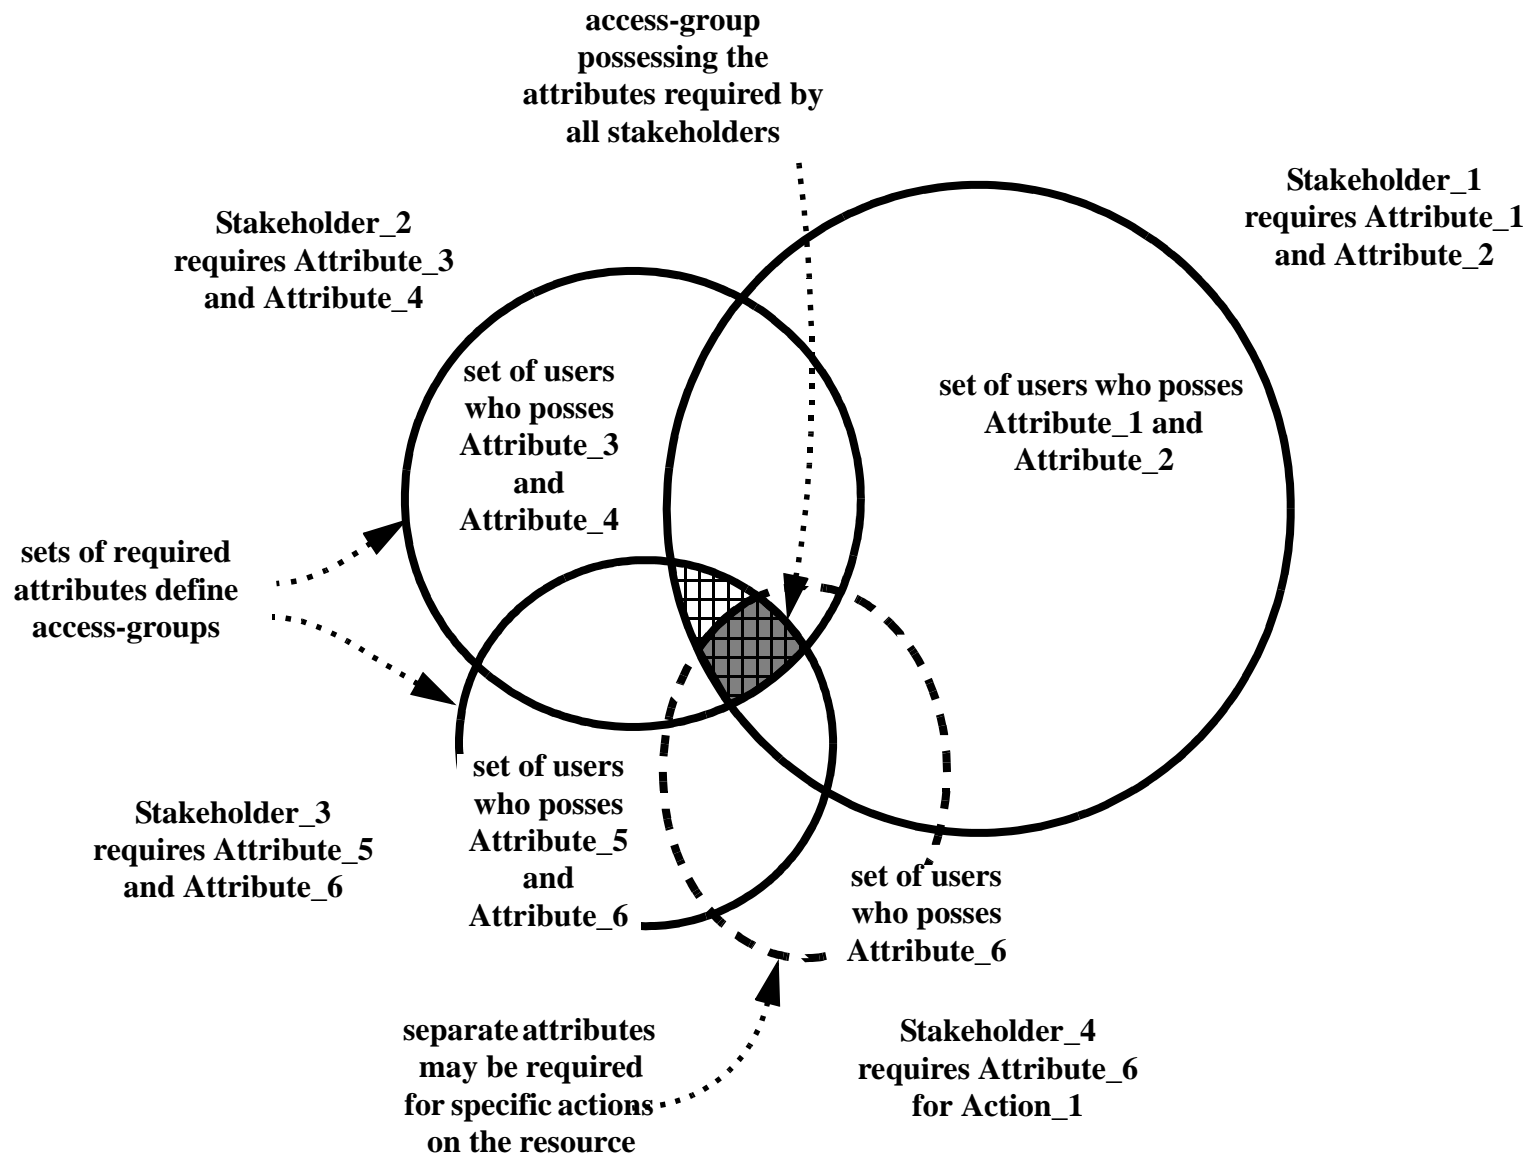 access-group
possessing the
attributes required by
all stakeholders
Stakeholder_1
requires Attribute_1
and Attribute_2
Stakeholder_2
requires Attribute_3
and Attribute_4
set of users
who posses
Attribute_3
and
Attribute_4
set of users who posses
Attribute_1 and
Attribute_2
sets of required
attributes define
access-groups
set of users
who posses
Attribute_5
and
Attribute_6
Stakeholder_3
requires Attribute_5
and Attribute_6
set of users
who posses
Attribute_6
separate attributes
may be required
for specific actions
on the resource
Stakeholder_4
requires Attribute_6
for Action_1